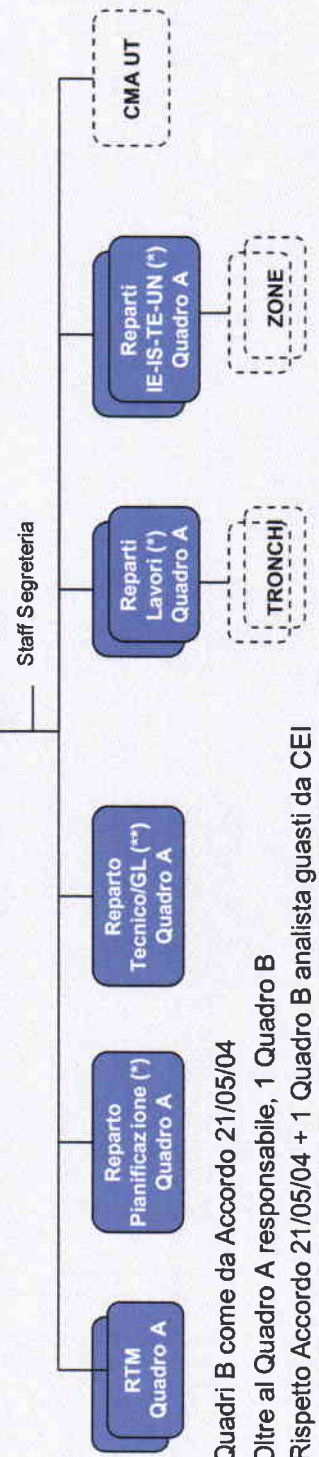 Staff Segreteria
RTM
Quadro A
Reparto
Pianificazione (*)
Quadro A
Reparto
Tecnico/GL (**)
Quadro A
Reparti
Lavori (*)
Quadro A
Reparti
IE-IS-TE-UN (*)
Quadro A
CMA UT
TRONCHI
ZONE
Quadri B come da Accordo 21/05/04
Oltre al Quadro A responsabile, 1 Quadro B
Rispetto Accordo 21/05/04 + 1 Quadro B analista guasti da CEI